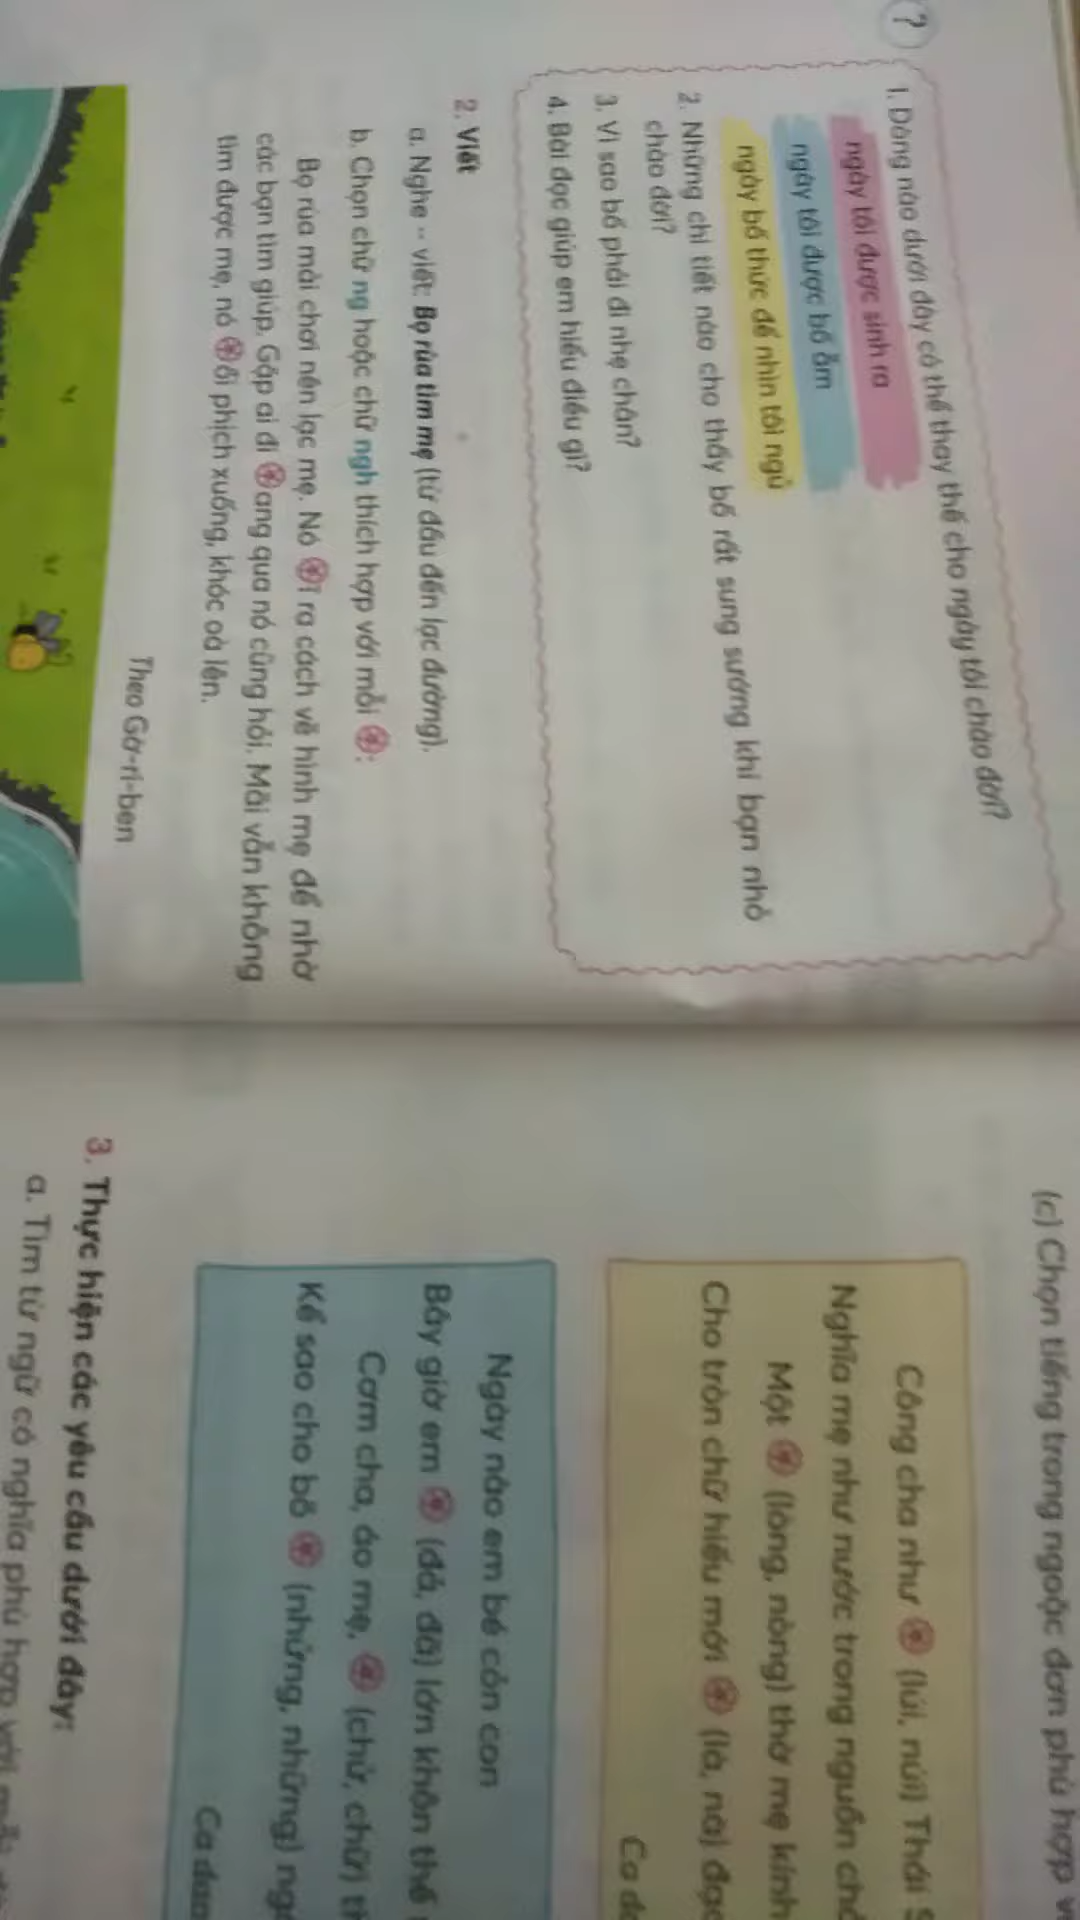 ?
1. Dòng nào dưới đây có thể thay thế cho ngày tôi chào đời?
ngày tôi được sinh ra
ngày tôi được bố ẵm
ngày bố thức để nhìn tôi ngủ
2. Những chi tiết nào cho thấy bố rất sung sướng khi bạn nhỏ
chào đời?
3. Vì sao bố phải đi nhẹ chân?
4. Bài đọc giúp em hiểu điều gì?
2. Viết
a. Nghe – viết: Bọ rùa tìm mẹ (từ đầu đến lạc đường).
b. Chọn chữ ng hoặc chữ ngh thích hợp với mỗi :
Bọ rùa mải chơi nên lạc mẹ. Nó ĩ ra cách vẽ hình mẹ để nhờ
các bạn tìm giúp. Gặp ai đi ang qua nó cũng hỏi. Mãi vẫn không
tìm được mẹ, nó ồi phịch xuống, khóc oà lên.
Theo Gờ-ri-ben
(c) Chọn tiếng trong ngoặc đơn phù hợp
Công cha như (lúi, núi) Thái
Nghĩa mẹ như nước trong nguồn
Một (lòng, nòng) thờ mẹ kính
Cho tròn chữ hiếu mới (là, nà)
Ca
Ngày nào em bé cỏn con
Bây giờ em (đả, đã) lớn khôn thế
Cơm cha, áo mẹ, (chử, chữ)
Kể sao cho bõ (nhửng, những)
Ca dao
3. Thực hiện các yêu cầu dưới đây:
a. Tìm từ ngữ có nghĩa phù hợp với